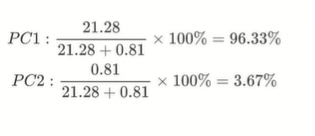 PC1 : 21.28 / 21.28 + 0.81 × 100% = 96.33%
PC2 : 0.81 / 21.28 + 0.81 × 100% = 3.67%